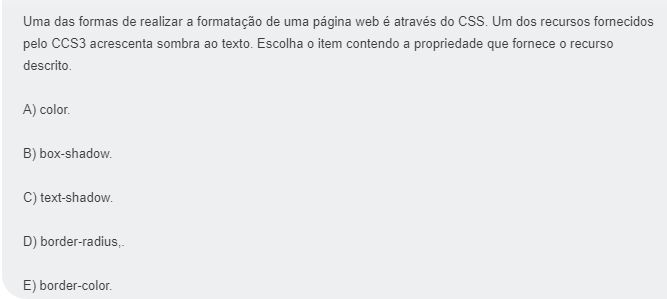 Uma das formas de realizar a formatação de uma página web é através do CSS. Um dos recursos fornecidos
pelo CCS3 acrescenta sombra ao texto. Escolha o item contendo a propriedade que fornece o recurso
descrito.
A) color.
B) box-shadow.
C) text-shadow.
D) border-radius,.
E) border-color.